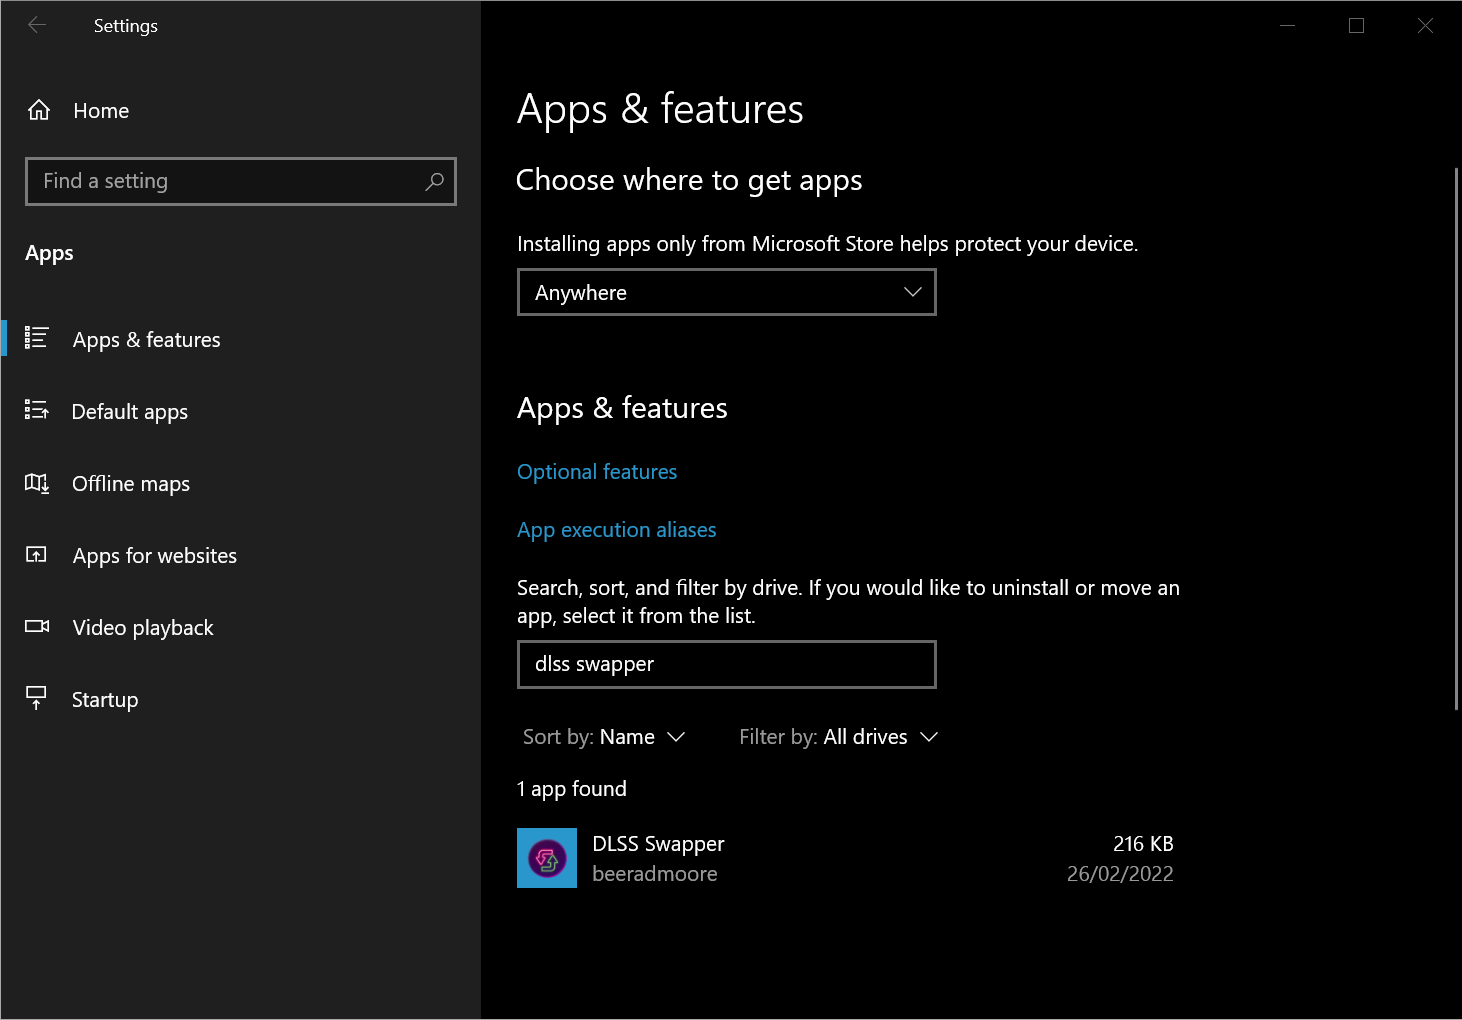 Settings
Home
Find a setting
Apps
Apps & features
Default apps
Offline maps
Apps for websites
Video playback
Startup
Apps & features
Choose where to get apps
Installing apps only from Microsoft Store helps protect your device.
Anywhere
Apps & features
Optional features
App execution aliases
Search, sort, and filter by drive. If you would like to uninstall or move an
app, select it from the list.
dlss swapper
Sort by: Name Filter by: All drives
1 app found
DLSS Swapper 216 KB
beeradmoore 26/02/2022